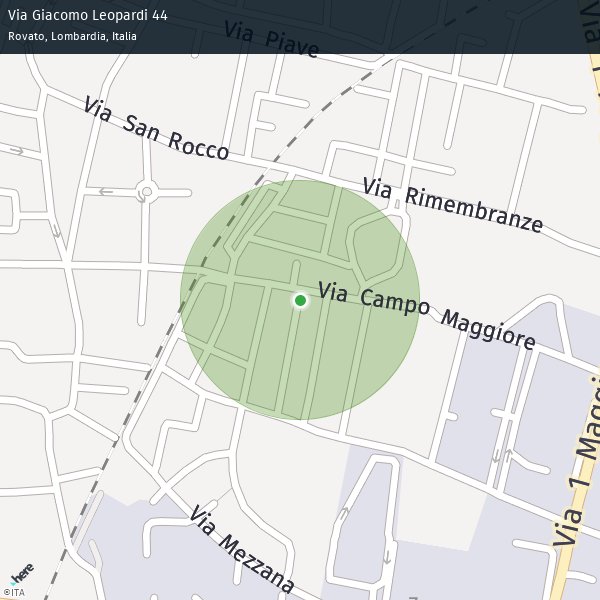 Via Giacomo Leopardi 44
Rovato, Lombardia, Italia
Via Piave
Via San Rocco
Via Rimembranze
Via Campo Maggiore
Via 1 Maggi
Via Mezzana
here
©ITA